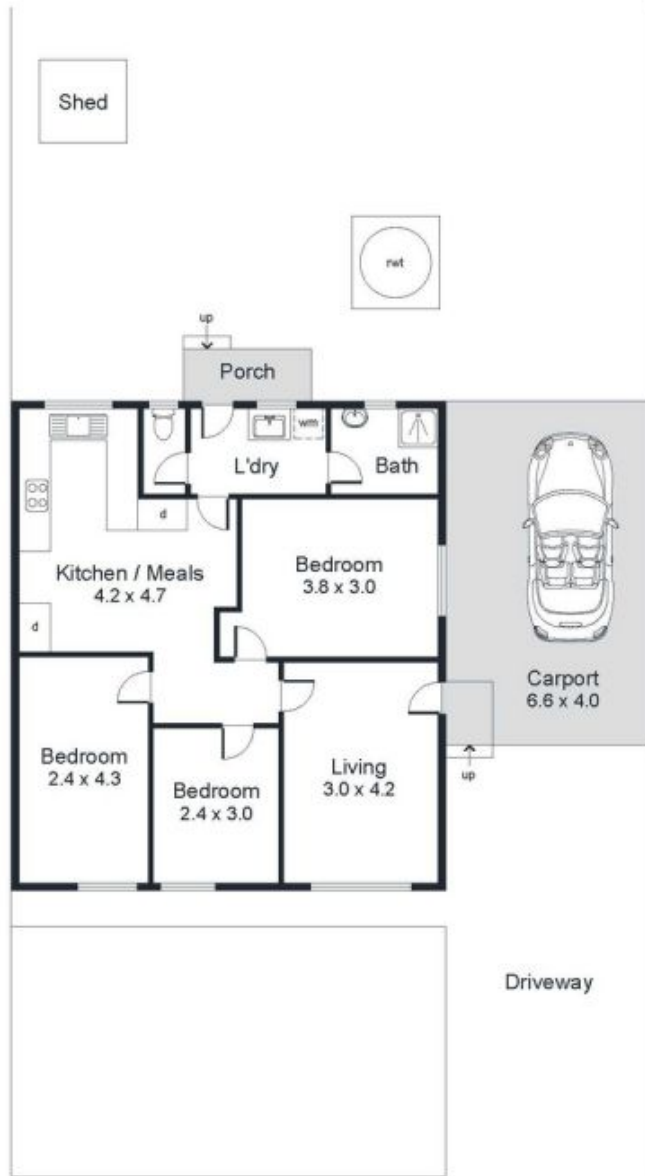 Shed
rwt
up
Porch
wm
L'dry
Bath
d
Kitchen / Meals
4.2 x 4.7
Bedroom
3.8 x 3.0
d
Carport
6.6 x 4.0
up
Bedroom
2.4 x 4.3
Bedroom
2.4 x 3.0
Living
3.0 x 4.2
Driveway